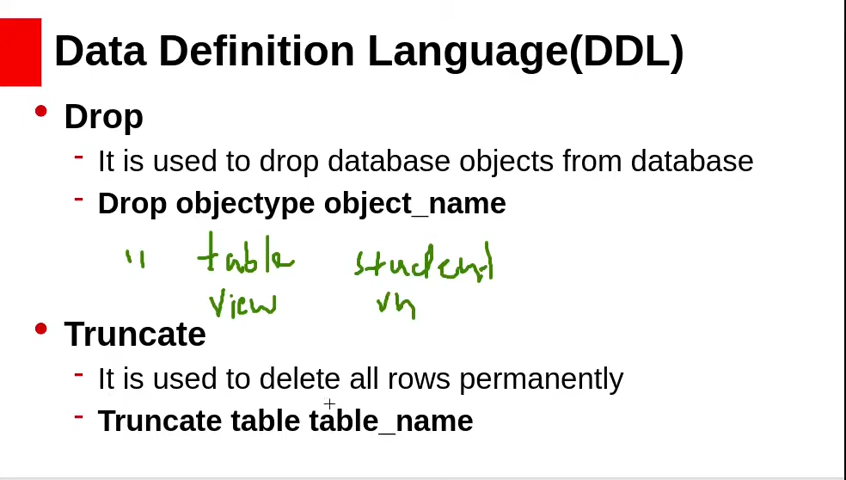 Data Definition Language(DDL)
• Drop
- It is used to drop database objects from database
- Drop objectype object_name
" table student
view vn
• Truncate
- It is used to delete all rows permanently
- Truncate table table_name